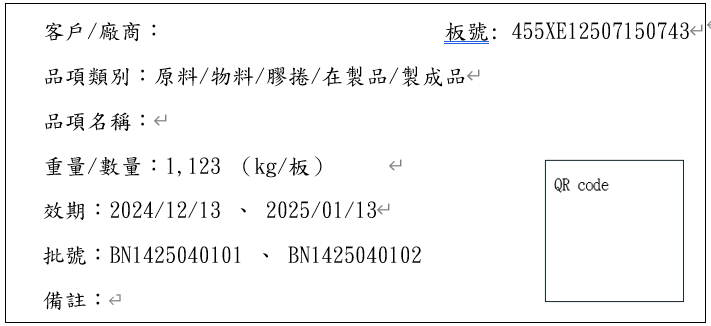 客戶/廠商： 板號: 455XE12507150743
品項類別：原料/物料/膠捲/在製品/製成品
品項名稱：
重量/數量：1,123 （kg/板）
QR code
效期：2024/12/13 、 2025/01/13
批號：BN1425040101 、 BN1425040102
備註：